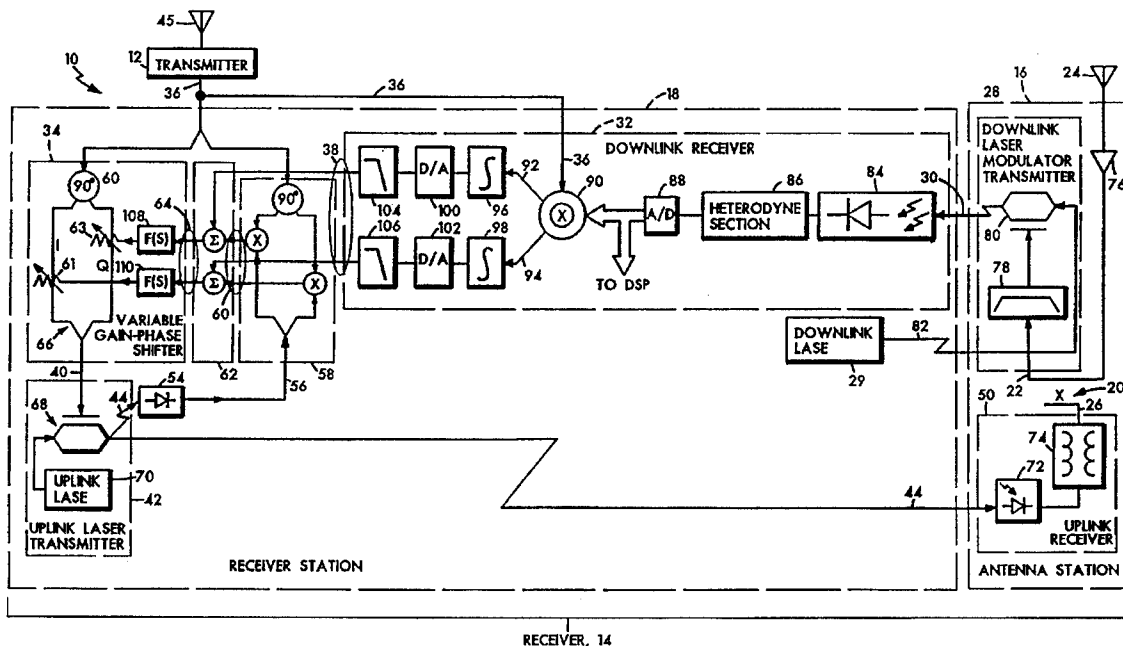 45
24
12
TRANSMITTER
10
36
36
18
28
16
34
32
DOWNLINK RECEIVER
DOWNLINK
LASER
MODULATOR
TRANSMITTER
38
36
92
90
88
86
84
30
76
90°
60
90°
D/A
X
A/D
HETERODYNE
SECTION
80
108
64
104
100
96
63
F(S)
Σ
X
I
61
Q
110
F(S)
Σ
X
D/A
60
106
102
98
94
TO DSP
78
VARIABLE
GAIN-PHASE
SHIFTER
66
DOWNLINK
LASE
82
29
22
40
54
62
56
58
X
20
68
44
50
26
74
72
UPLINK
LASE
70
42
44
UPLINK LASER
TRANSMITTER
UPLINK
RECEIVER
RECEIVER STATION
ANTENNA STATION
RECEIVER, 14